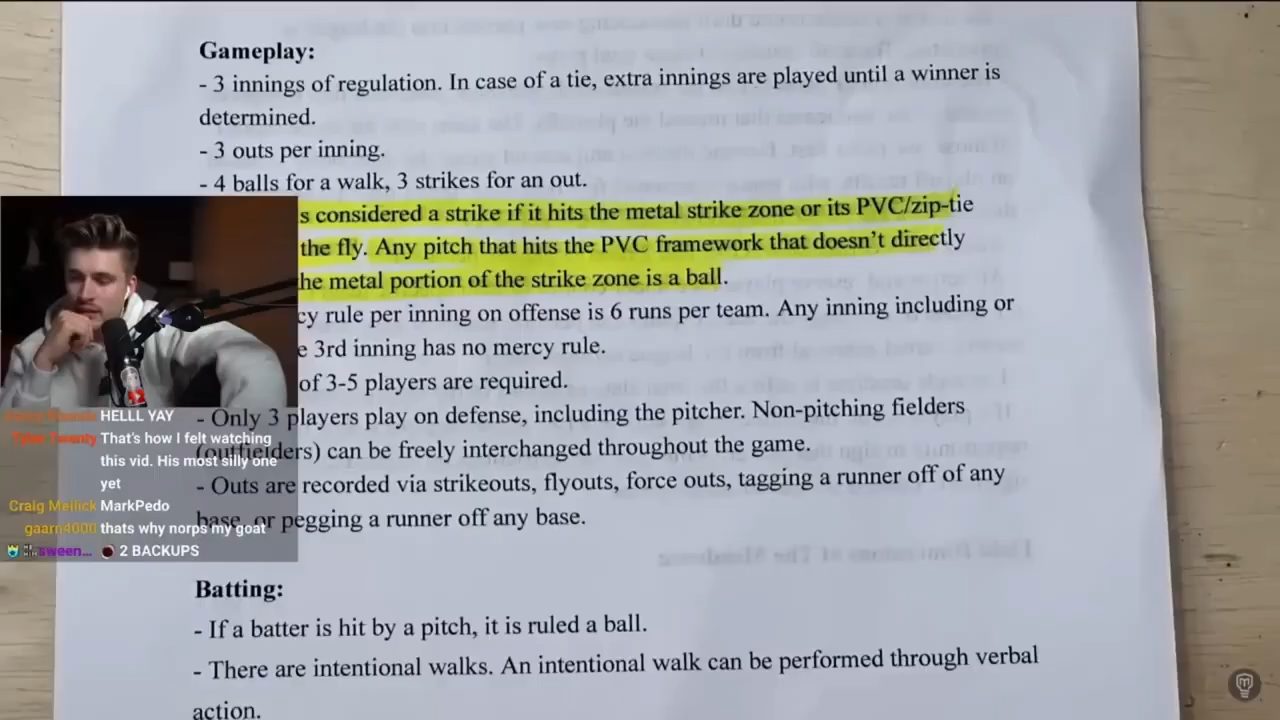 Gameplay:
- 3 innings of regulation. In case of a tie, extra innings are played until a winner is
determined.
- 3 outs per inning.
- 4 balls for a walk, 3 strikes for an out.
s considered a strike if it hits the metal strike zone or its PVC/zip-tie
the fly. Any pitch that hits the PVC framework that doesn't directly
he metal portion of the strike zone is a ball.
cy rule per inning on offense is 6 runs per team. Any inning including or
e 3rd inning has no mercy rule.
of 3-5 players are required.
- Only 3 players play on defense, including the pitcher. Non-pitching fielders
(outfielders) can be freely interchanged throughout the game.
- Outs are recorded via strikeouts, flyouts, force outs, tagging a runner off of any
base, or pegging a runner off any base.
Batting:
- If a batter is hit by a pitch, it is ruled a ball.
- There are intentional walks. An intentional walk can be performed through verbal
action.
HELLL YAY
Tyler Twenty That's how I felt watching
this vid. His most silly one
yet
Craig Mellick MarkPedo
gaarn4000 thats why norps my goat
sween... 2 BACKUPS